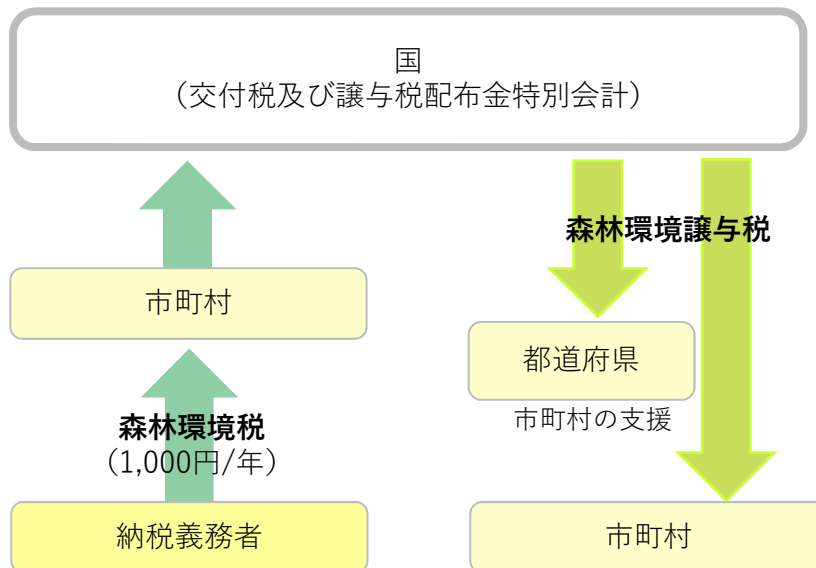 国
（交付税及び譲与税配布金特別会計）
森林環境譲与税
市町村
都道府県
市町村の支援
森林環境税
（1,000円/年）
納税義務者
市町村